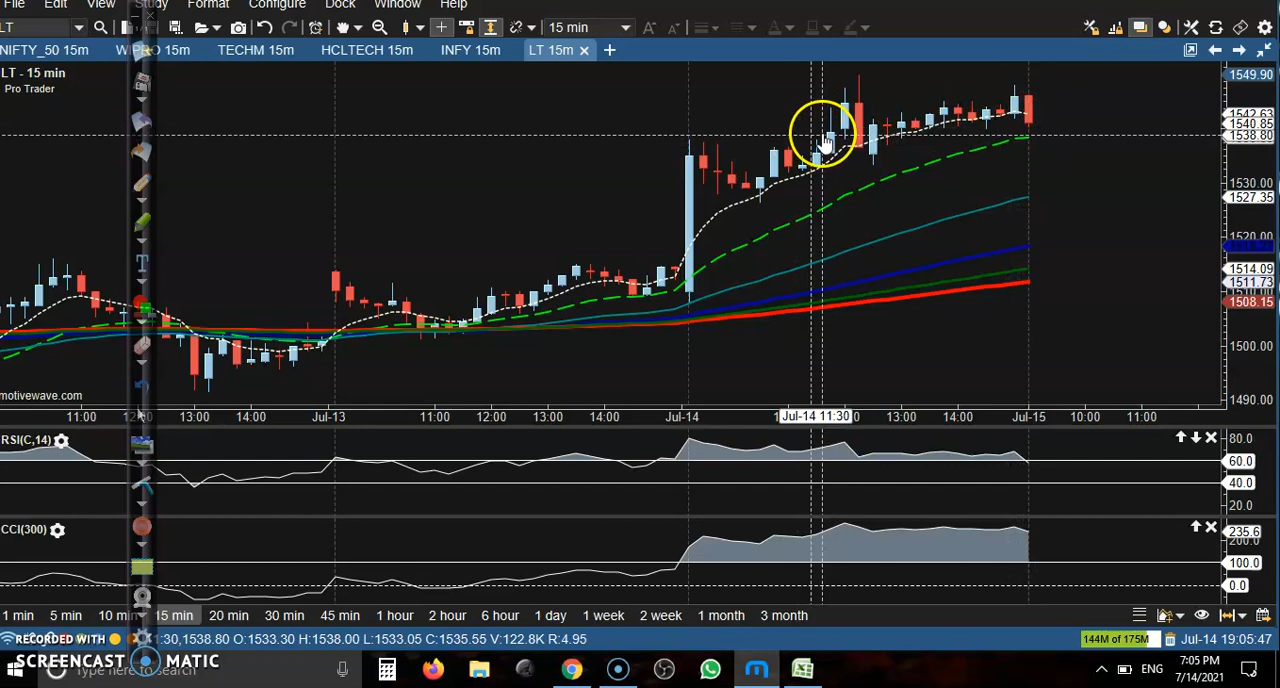 File Edit View Study Format Configure Dock Window Help
LT 15 min
NIFTY_50 15m WIPRO 15m TECHM 15m HCLTECH 15m INFY 15m LT 15m
LT - 15 min
Pro Trader
1549.90
1542.63
1540.85
1538.80
1530.00
1527.35
1520.00
1514.09
1511.73
1508.15
1500.00
1490.00
motivewave.com
11:00 13:00 14:00 Jul-13 11:00 12:00 13:00 14:00 Jul-14 Jul-14 11:30 13:00 14:00 Jul-15 10:00 11:00
RSI(C,14)
80.0
60.0
40.0
20.0
CCI(300)
235.6
200.0
100.0
0.0
1 min 5 min 10 min 15 min 20 min 30 min 45 min 1 hour 2 hour 6 hour 1 day 1 week 2 week 1 month 3 month
RECORDED WITH
:30, 1538.80 O:1533.30 H:1538.00 L:1533.05 C:1535.55 V:122.8K R:4.95
144M of 175M Jul-14 19:05:47
SCREENCAST MATIC
Type here to search
ENG
7:05 PM
7/14/2021